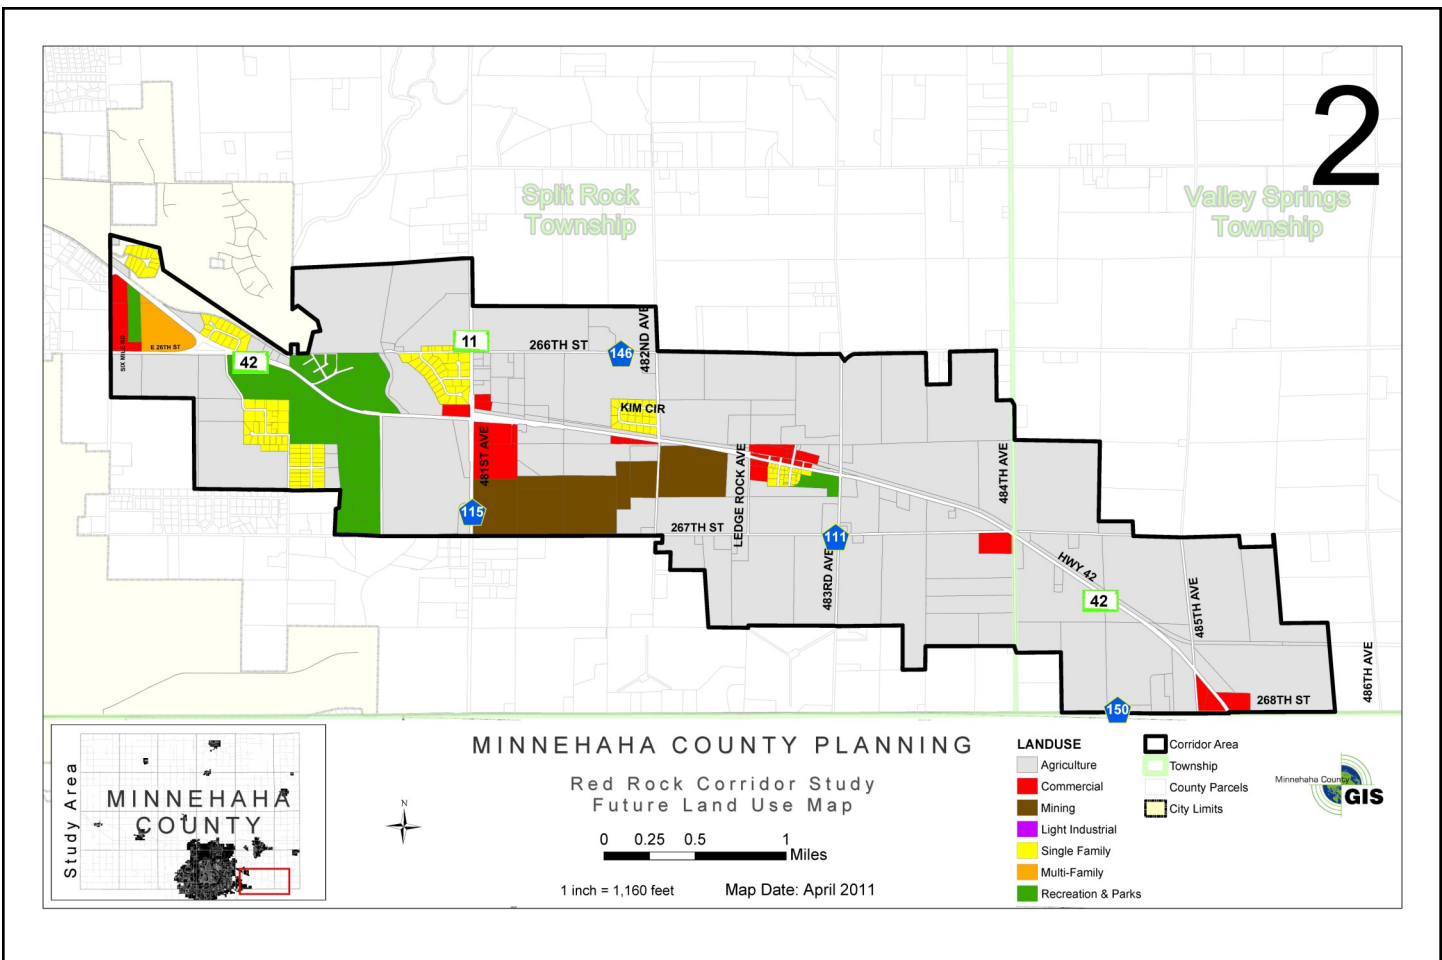 2
Split Rock
Township
Valley Springs
Township
SIX MILE RD
E 26TH ST
42
11
266TH ST
146
482ND AVE
KIM CIR
481ST AVE
115
LEDGE ROCK AVE
267TH ST
111
483RD AVE
484TH AVE
HWY 42
42
485TH AVE
486TH AVE
268TH ST
150
Study Area
MINNEHAHA
COUNTY
N
MINNEHAHA COUNTY PLANNING
Red Rock Corridor Study
Future Land Use Map
0 0.25 0.5 1
Miles
1 inch = 1,160 feet Map Date: April 2011
LANDUSE
Agriculture
Commercial
Mining
Light Industrial
Single Family
Multi-Family
Recreation & Parks
Corridor Area
Township
County Parcels
City Limits
Minnehaha County
GIS